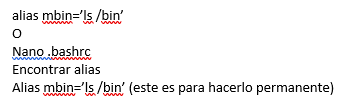 alias mbin=’ls /bin’
O
Nano .bashrc
Encontrar alias
Alias mbin=’ls /bin’ (este es para hacerlo permanente)